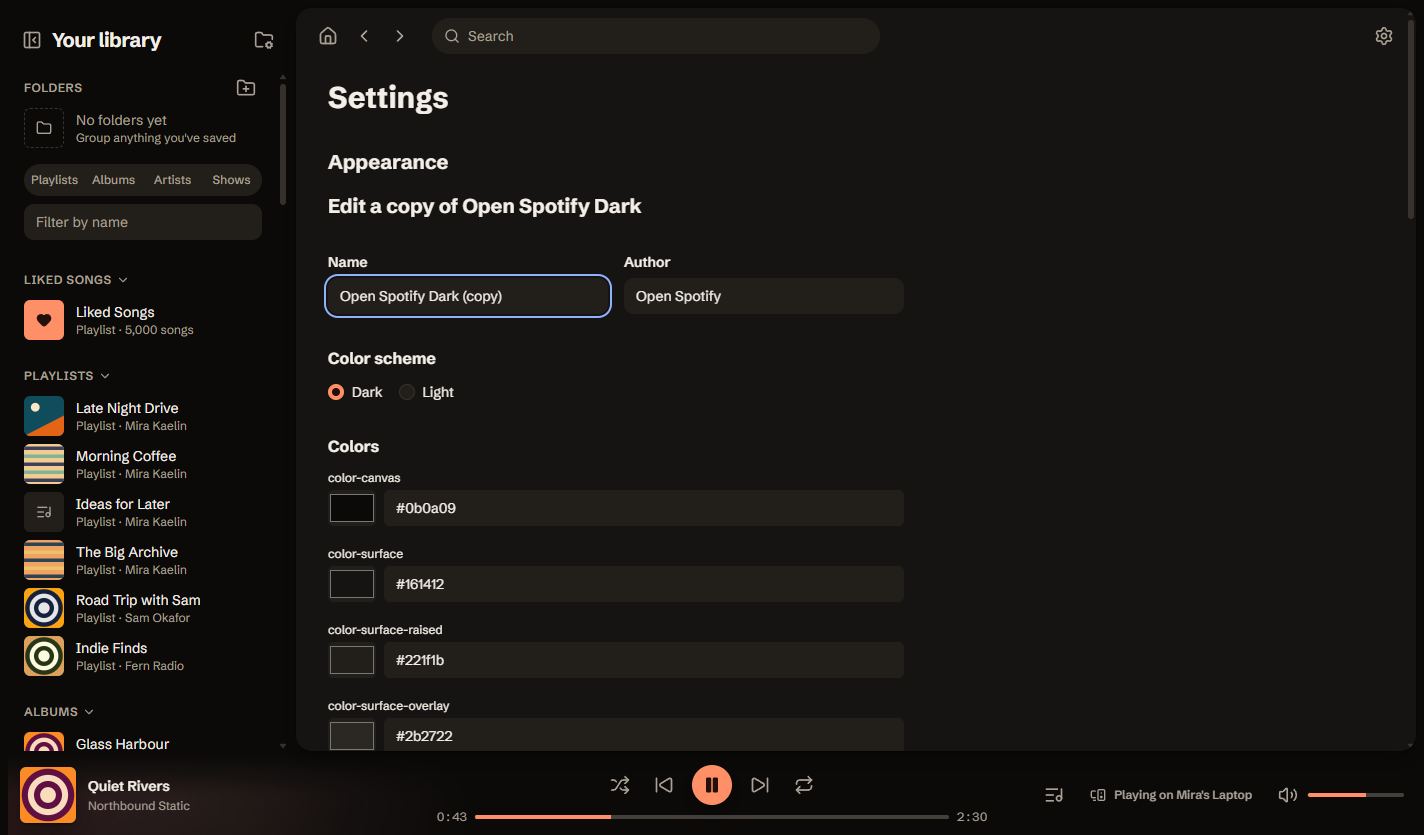 Your library
FOLDERS
No folders yet
Group anything you've saved
Playlists Albums Artists Shows
Filter by name
LIKED SONGS
Liked Songs
Playlist · 5,000 songs
PLAYLISTS
Late Night Drive
Playlist · Mira Kaelin
Morning Coffee
Playlist · Mira Kaelin
Ideas for Later
Playlist · Mira Kaelin
The Big Archive
Playlist · Mira Kaelin
Road Trip with Sam
Playlist · Sam Okafor
Indie Finds
Playlist · Fern Radio
ALBUMS
Glass Harbour
Search
Settings
Appearance
Edit a copy of Open Spotify Dark
Name Author
Open Spotify Dark (copy) Open Spotify
Color scheme
Dark Light
Colors
color-canvas
#0b0a09
color-surface
#161412
color-surface-raised
#221f1b
color-surface-overlay
#2b2722
Quiet Rivers
Northbound Static
0:43 2:30
Playing on Mira's Laptop